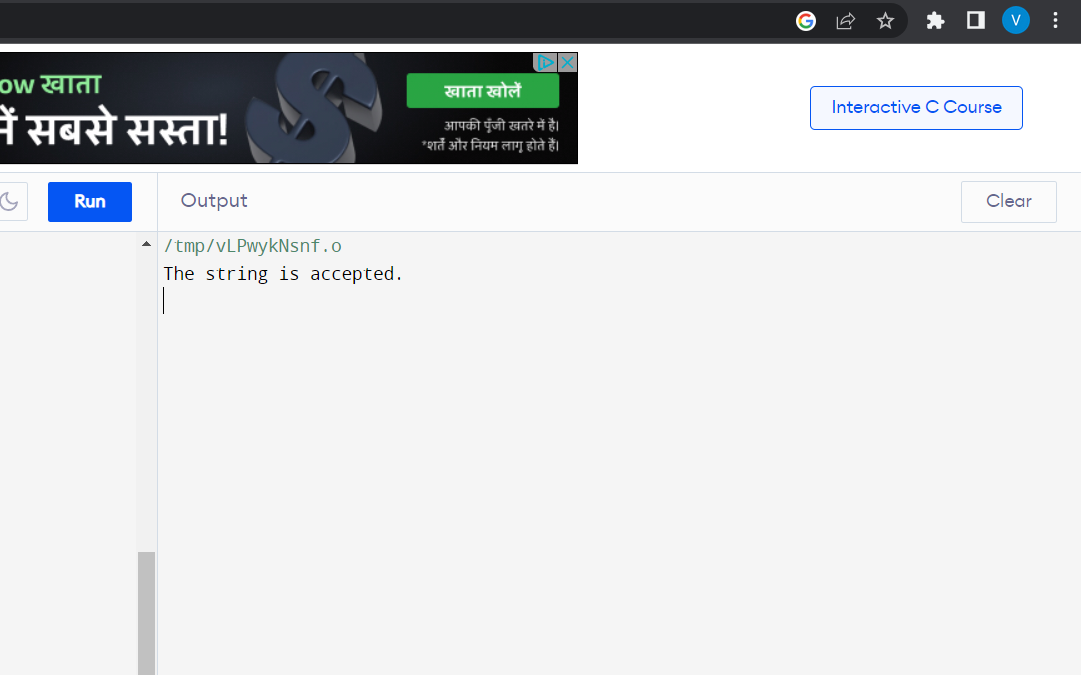 V
ow खाता
में सबसे सस्ता!
खाता खोलें
आपकी पूँजी खतरे में है।
*शर्तें और नियम लागू होते हैं।
Interactive C Course
Run
Output
Clear
/tmp/vLPwykNsnf.o
The string is accepted.